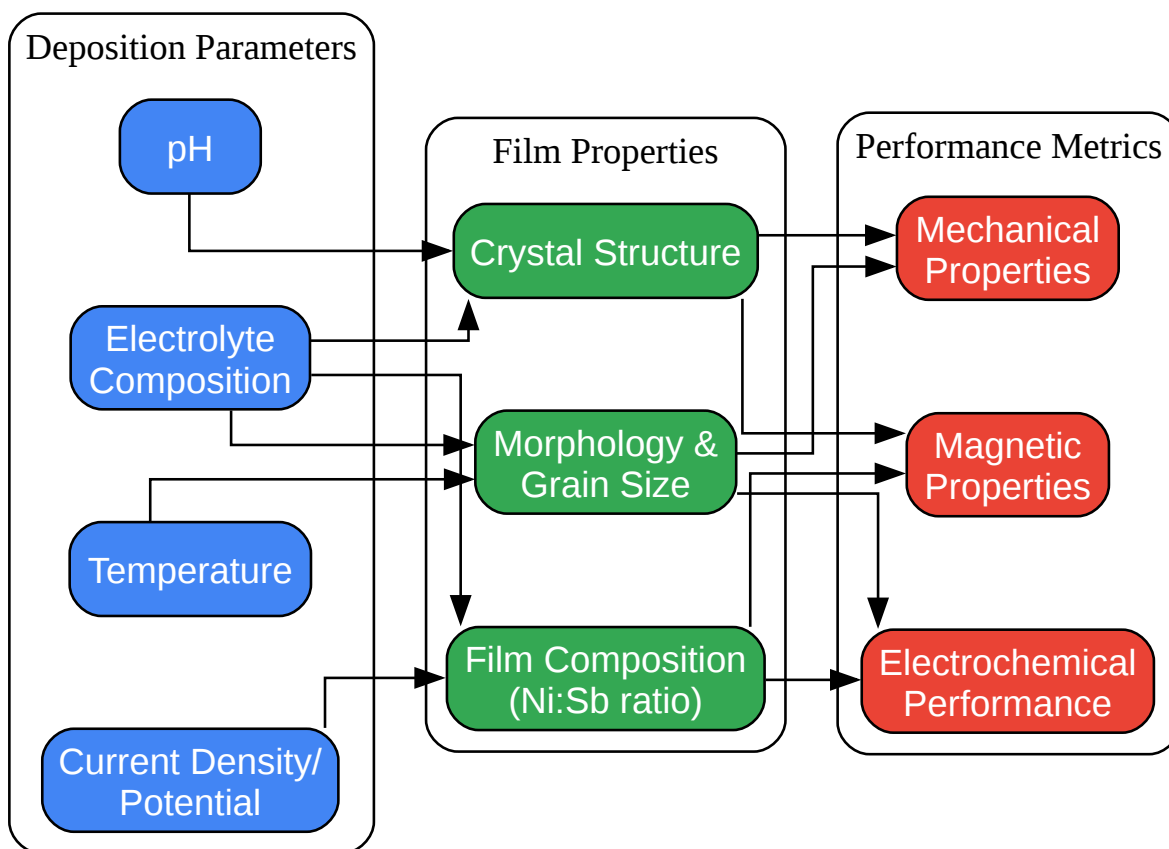 Deposition Parameters
pH
Electrolyte
Composition
Temperature
Current Density/
Potential
Film Properties
Crystal Structure
Morphology &
Grain Size
Film Composition
(Ni:Sb ratio)
Performance Metrics
Mechanical
Properties
Magnetic
Properties
Electrochemical
Performance